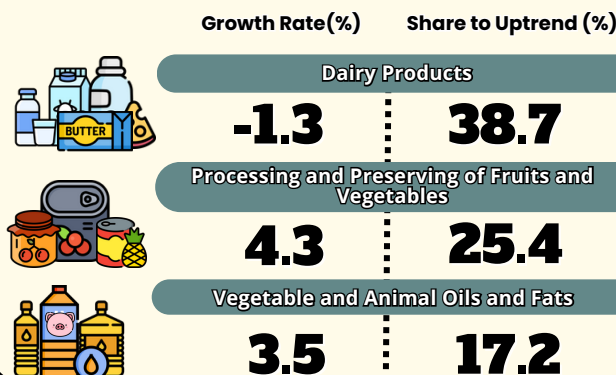 Growth Rate(%) Share to Uptrend (%)
Dairy Products
BUTTER
-1.3 38.7
Processing and Preserving of Fruits and
Vegetables
4.3 25.4
Vegetable and Animal Oils and Fats
3.5 17.2